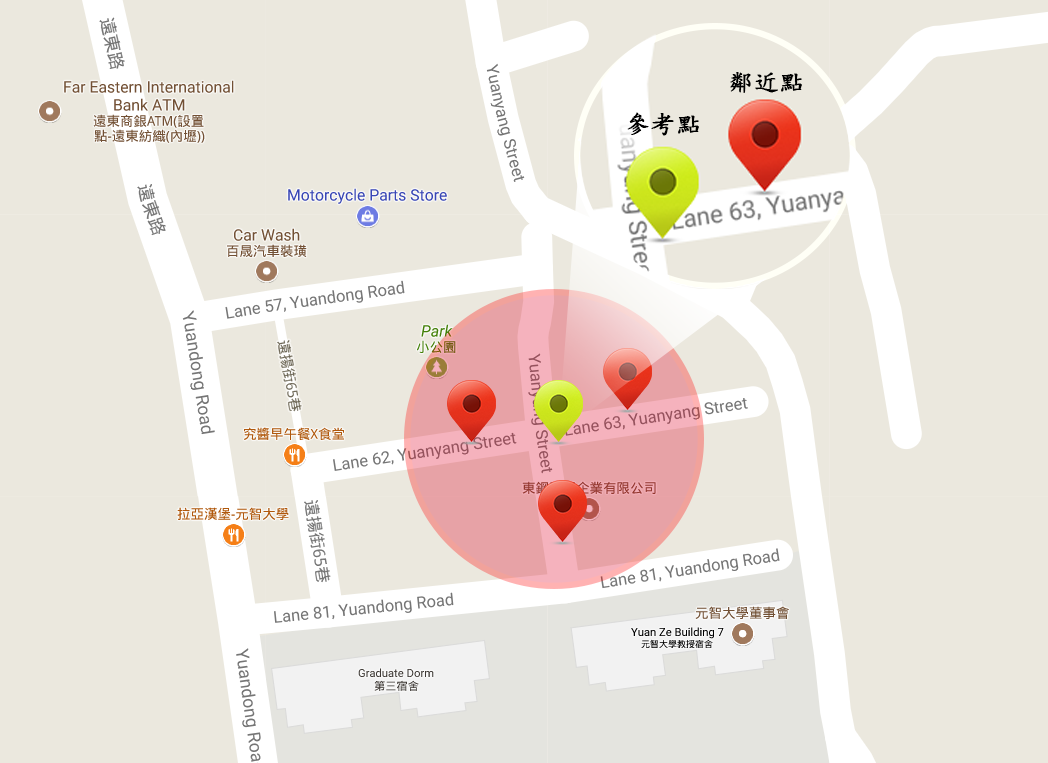 遠東路
Far Eastern International
Bank ATM
遠東商銀ATM(設置
點-遠東紡織(內壢))
Yuanyang Street
鄰近點
參考點
Lane 63, Yuanya
遠東路
Motorcycle Parts Store
Car Wash
百晟汽車裝璜
Lane 57, Yuandong Road
Yuandong Road
遠揚街65巷
Park
小公園
Lane 63, Yuanyang Street
Lane 62, Yuanyang Street
究醬早午餐X食堂
企業有限公司
拉亞漢堡-元智大學
遠揚街65巷
Lane 81, Yuandong Road
Lane 81, Yuandong Road
元智大學董事會
Yuan Ze Building 7
元智大學教授宿舍
Graduate Dorm
第三宿舍
Yuandong Roa